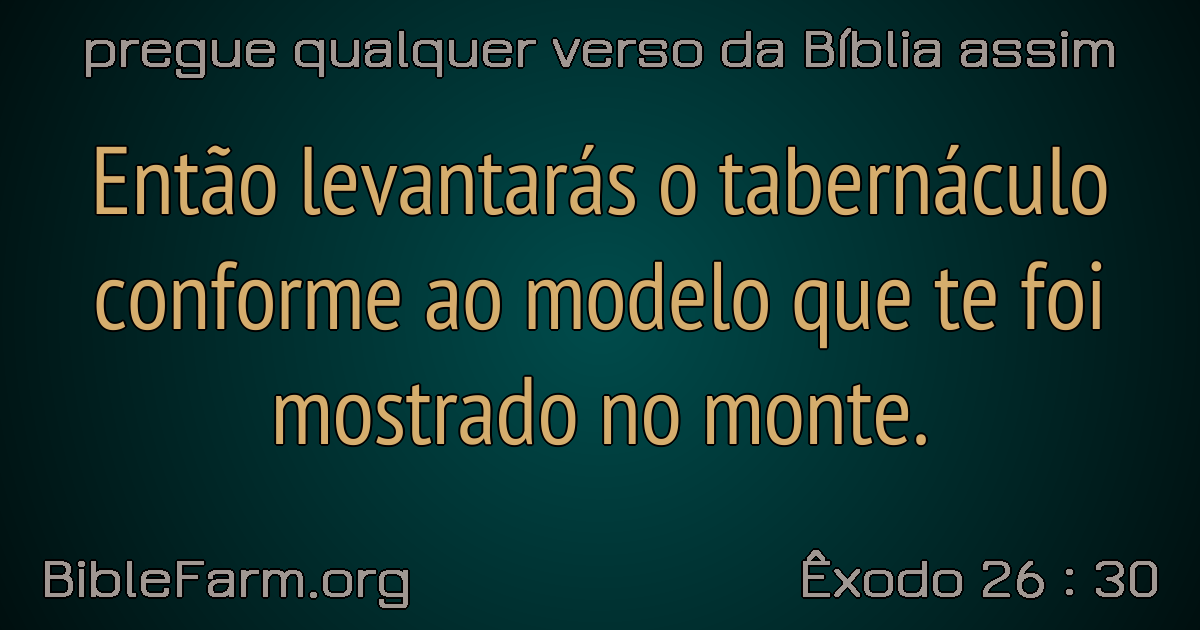 pregue qualquer verso da Bíblia assim
Então levantarás o tabernáculo
conforme ao modelo que te foi
mostrado no monte.
BibleFarm.org
Êxodo 26 : 30